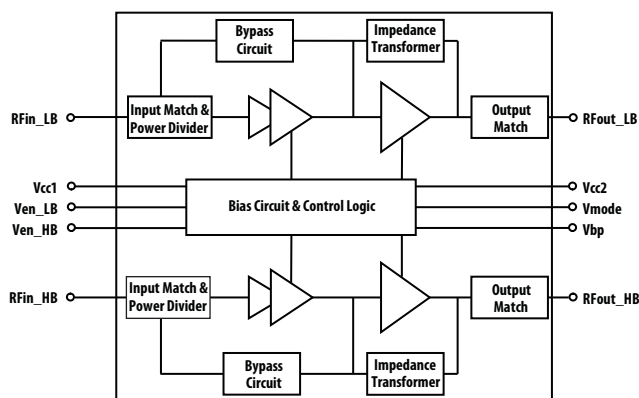 Bypass
Circuit
Impedance
Transformer
RFin_LB
Input Match &
Power Divider
Output
Match
RFout_LB
Vcc1
Ven_LB
Ven_HB
Bias Circuit & Control Logic
Vcc2
Vmode
Vbp
RFin_HB
Input Match &
Power Divider
Output
Match
RFout_HB
Bypass
Circuit
Impedance
Transformer